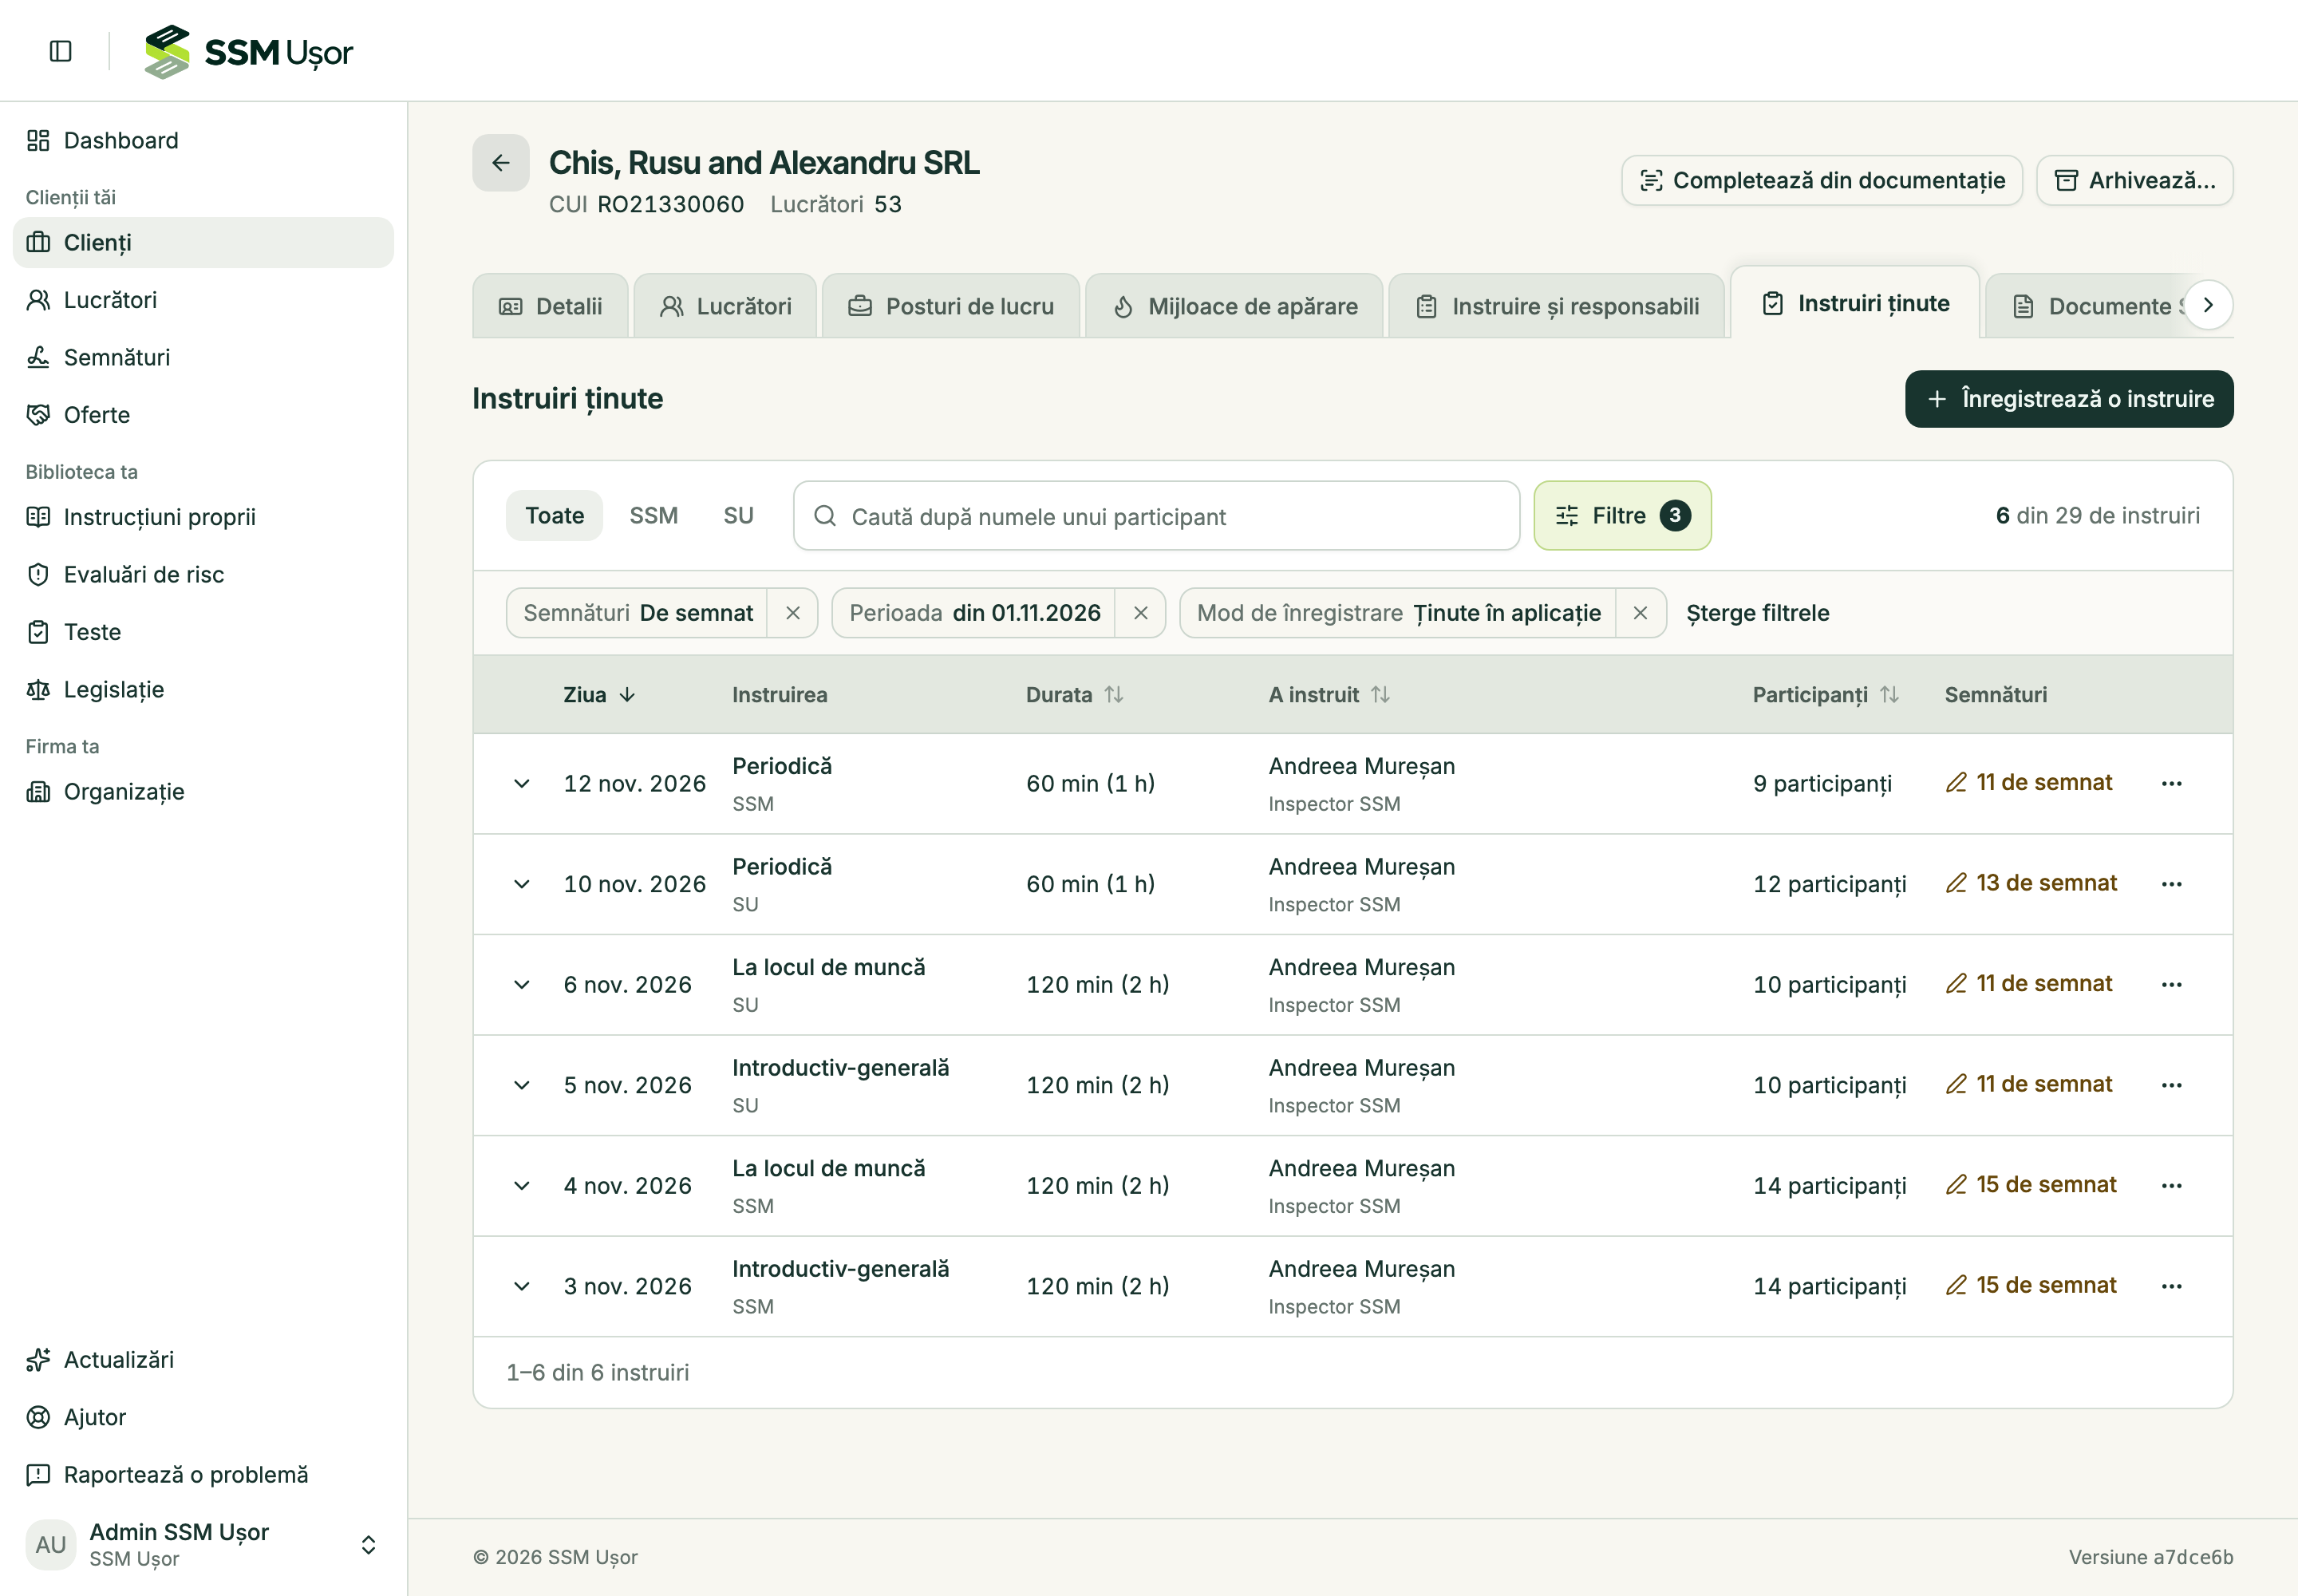 SSM Ușor
Dashboard
Clienții tăi
Clienți
Lucrători
Semnături
Oferte
Biblioteca ta
Instrucțiuni proprii
Evaluări de risc
Teste
Legislație
Firma ta
Organizație
Actualizări
Ajutor
Raportează o problemă
AU
Admin SSM Ușor
SSM Ușor
Chis, Rusu and Alexandru SRL
CUI RO21330060 Lucrători 53
Completează din documentație
Arhivează...
Detalii
Lucrători
Posturi de lucru
Mijloace de apărare
Instruire și responsabili
Instruiri ținute
Documente
Instruiri ținute
+ Înregistrează o instruire
Toate SSM SU
Caută după numele unui participant
Filtre 3
6 din 29 de instruiri
Semnături De semnat
Perioada din 01.11.2026
Mod de înregistrare Ținute în aplicație
Șterge filtrele
Ziua Instruirea Durata A instruit Participanți Semnături
12 nov. 2026 Periodică 60 min (1 h) Andreea Mureșan 9 participanți 11 de semnat
SSM Inspector SSM
10 nov. 2026 Periodică 60 min (1 h) Andreea Mureșan 12 participanți 13 de semnat
SU Inspector SSM
6 nov. 2026 La locul de muncă 120 min (2 h) Andreea Mureșan 10 participanți 11 de semnat
SU Inspector SSM
5 nov. 2026 Introductiv-generală 120 min (2 h) Andreea Mureșan 10 participanți 11 de semnat
SU Inspector SSM
4 nov. 2026 La locul de muncă 120 min (2 h) Andreea Mureșan 14 participanți 15 de semnat
SSM Inspector SSM
3 nov. 2026 Introductiv-generală 120 min (2 h) Andreea Mureșan 14 participanți 15 de semnat
SSM Inspector SSM
1–6 din 6 instruiri
© 2026 SSM Ușor
Versiune a7dce6b